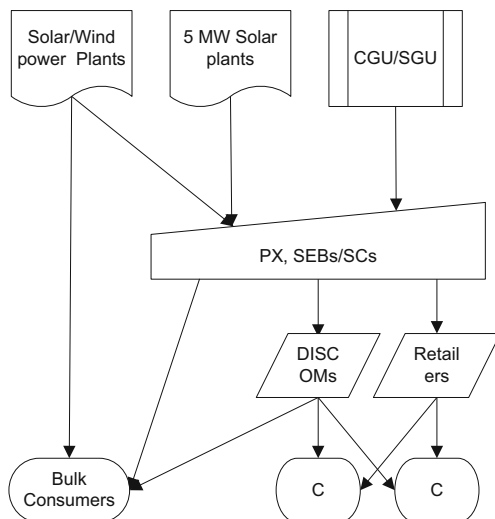 Solar/Wind
power Plants
5 MW Solar
plants
CGU/SGU
PX, SEBs/SCs
DISC
OMs
Retail
ers
Bulk
Consumers
C
C